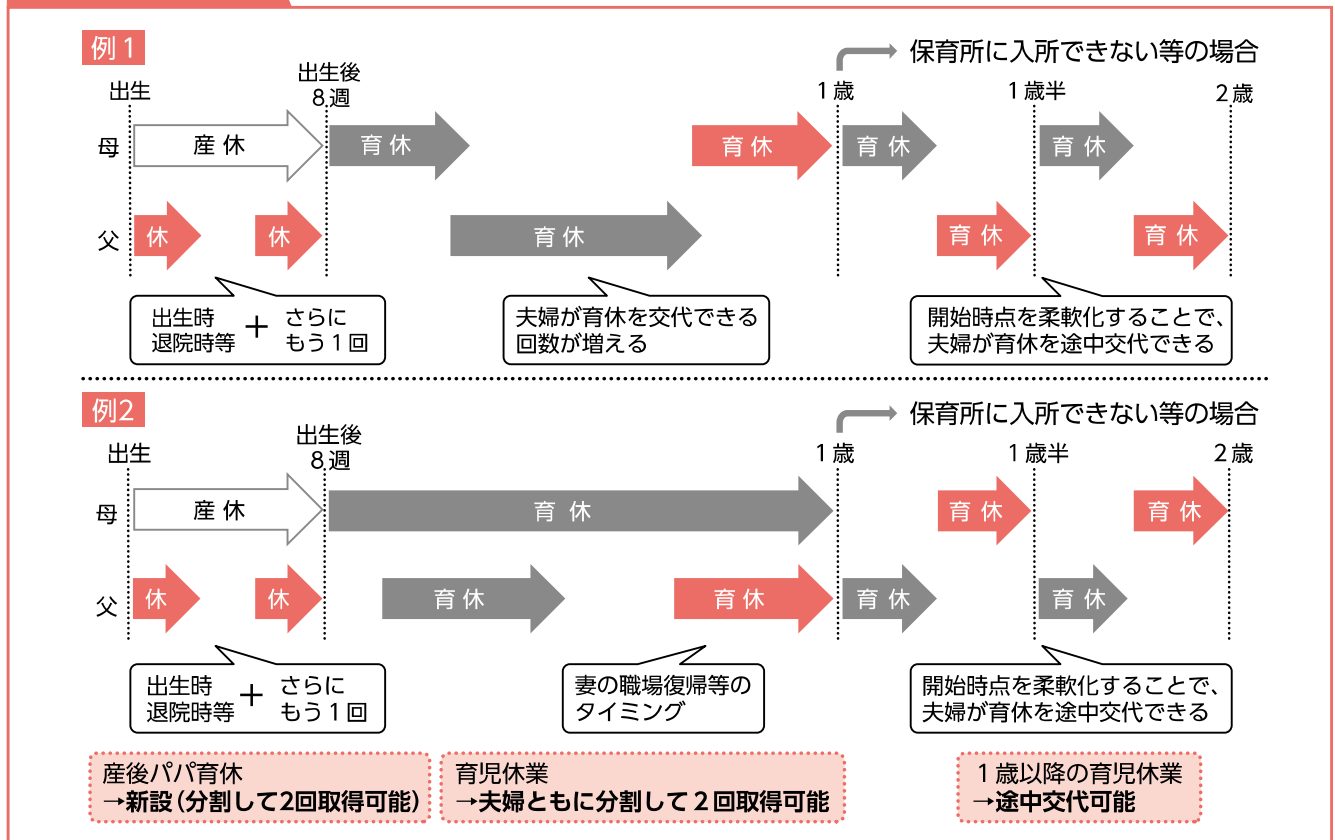 例1
保育所に入所できない等の場合
出生
出生後
8週
1歳
1歳半
2歳
母
産休
育休
育休
育休
育休
父
休
休
育休
育休
育休
出生時
退院時等
+
さらに
もう1回
夫婦が育休を交代できる
回数が増える
開始時点を柔軟化することで、
夫婦が育休を途中交代できる
例2
保育所に入所できない等の場合
出生
出生後
8週
1歳
1歳半
2歳
母
産休
育休
育休
育休
父
休
休
育休
育休
育休
育休
出生時
退院時等
+
さらに
もう1回
妻の職場復帰等の
タイミング
開始時点を柔軟化することで、
夫婦が育休を途中交代できる
産後パパ育休
→新設(分割して2回取得可能)
育児休業
→夫婦ともに分割して2回取得可能
1歳以降の育児休業
→途中交代可能